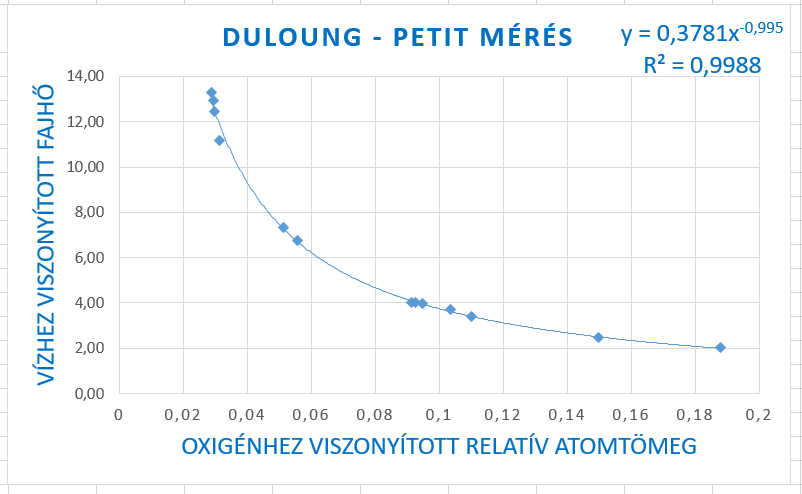 DULOUNG - PETIT MÉRÉS
y = 0,3781x^-0,995
R² = 0,9988
VÍZHEZ VISZONYÍTOTT FAJHŐ
14,00
12,00
10,00
8,00
6,00
4,00
2,00
0,00
0 0,02 0,04 0,06 0,08 0,1 0,12 0,14 0,16 0,18 0,2
OXIGÉNHEZ VISZONYÍTOTT RELATÍV ATOMTÖMEG